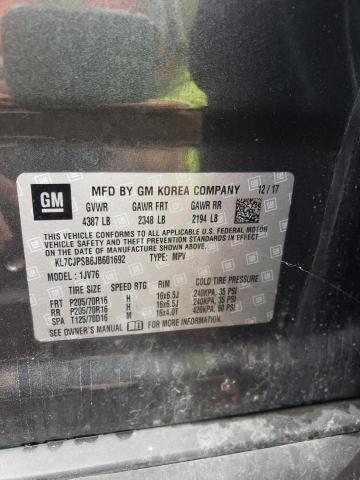 GM
MFD BY GM KOREA COMPANY 12/17
GVWR GAWR FRT GAWR RR
4387 LB 2348 LB 2194 LB
THIS VEHICLE CONFORMS TO ALL APPLICABLE U.S. FEDERAL MOTOR VEHICLE SAFETY, BUMPER, AND THEFT PREVENTION STANDARDS IN EFFECT ON THE DATE OF MANUFACTURE SHOWN ABOVE.
KL7CJPSB6JB601692 TYPE: MPV
MODEL: 1JV76
TIRE SIZE SPEED RTG RIM COLD TIRE PRESSURE
FRT P205/70R16 H 16x6.5J 240KPA, 35 PSI
RR P205/70R16 H 16x6.5J 240KPA, 35 PSI
SPA T125/70D16 M 16x4.0T 420KPA, 60 PSI
SEE OWNER'S MANUAL FOR MORE INFORMATION